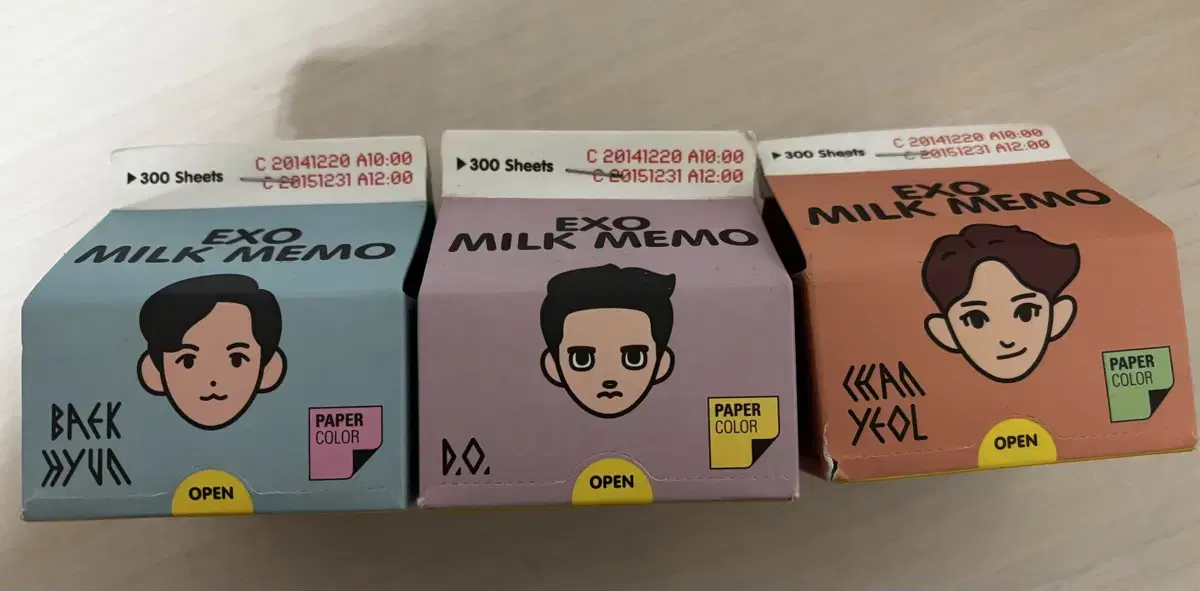 ▶300 Sheets
C 20141220 A10:00
C 20151231 A12:00
EXO
MILK MEMO
BAEK
HYUN
PAPER
COLOR
OPEN
▶300 Sheets
C 20141220 A10:00
C 20151231 A12:00
EXO
MILK MEMO
D.O.
PAPER
COLOR
OPEN
▶300 Sheets
C 20141220 A10:00
C 20151231 A12:00
EXO
MILK MEMO
CHAN
YEOL
PAPER
COLOR
OPEN